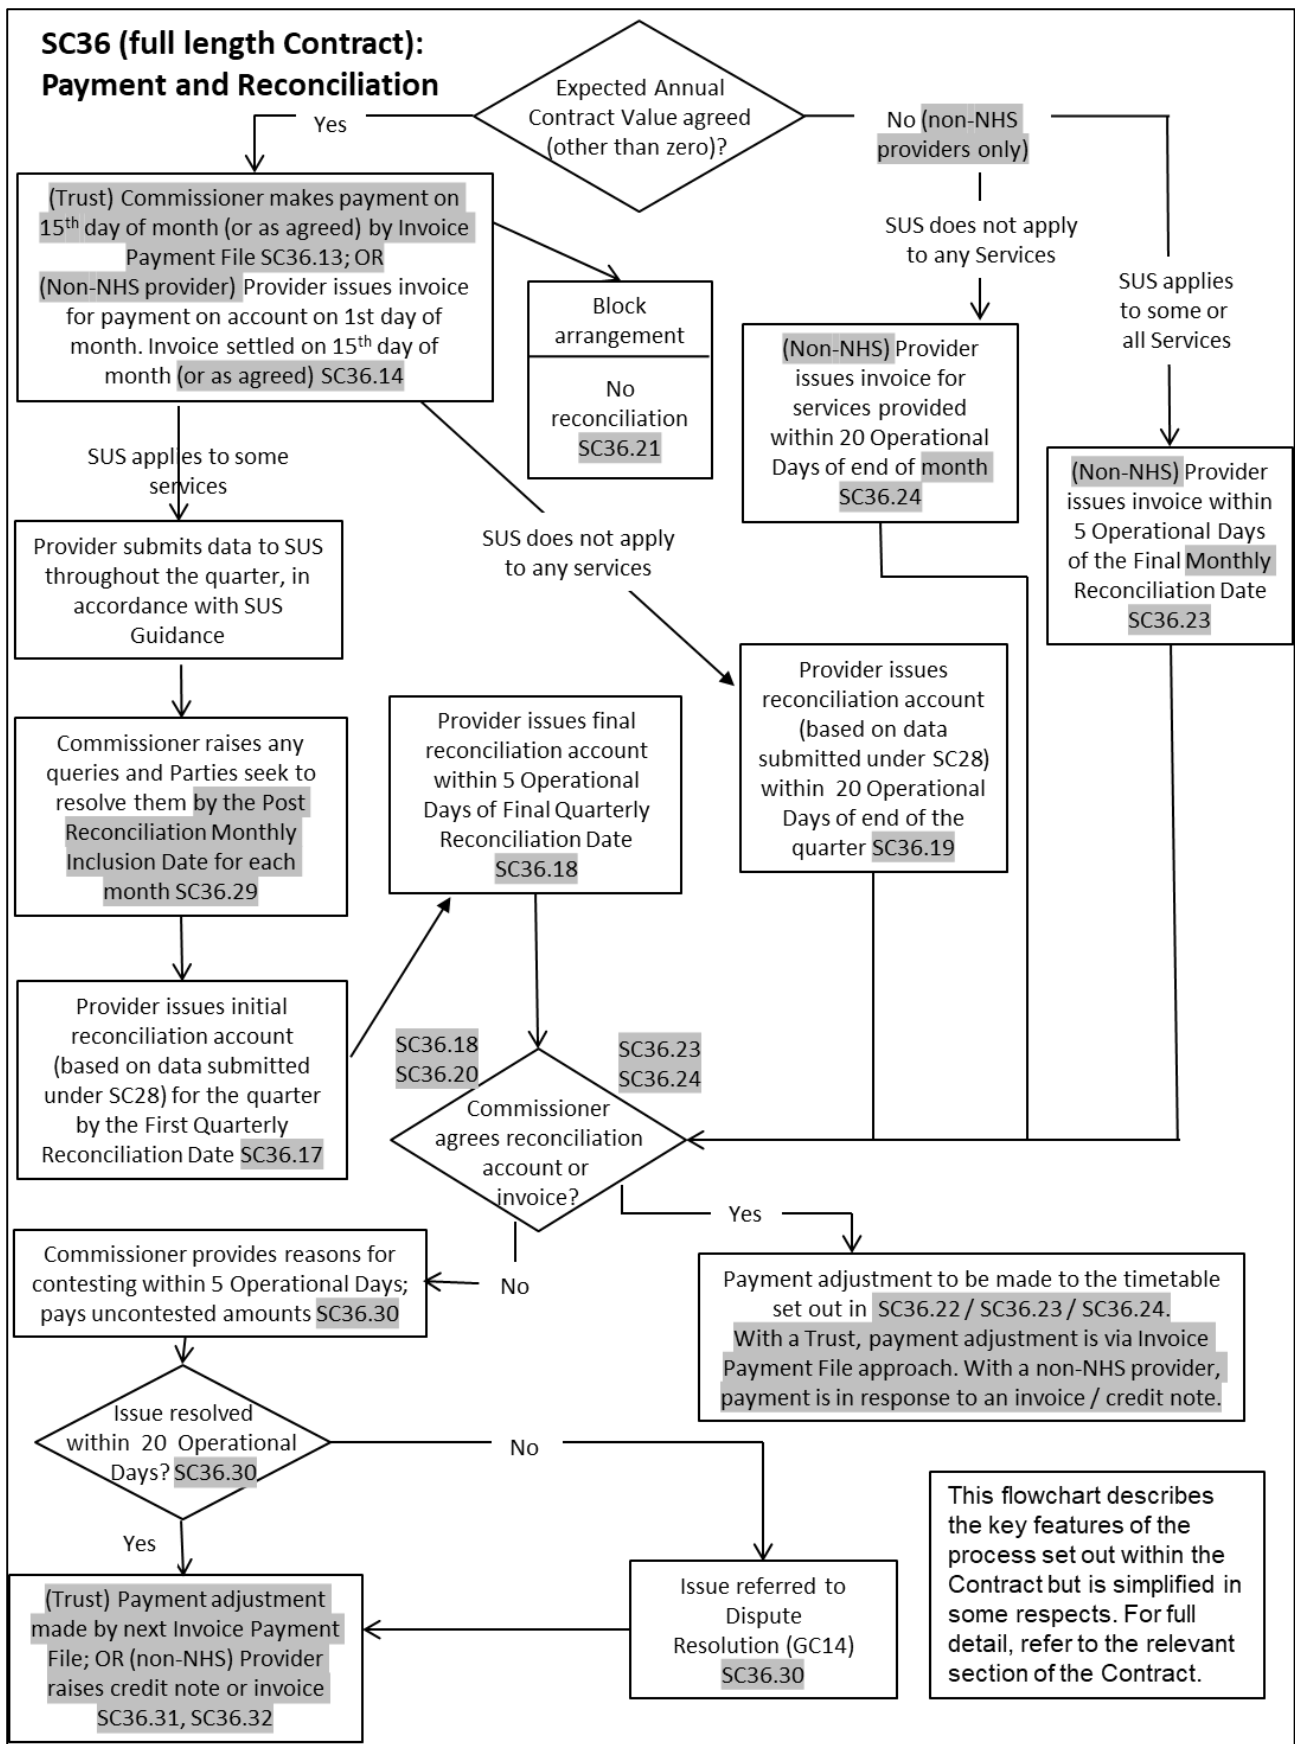 SC36 (full length Contract):
Payment and Reconciliation
Expected Annual
Contract Value agreed
(other than zero)?
Yes
No (non-NHS
providers only)
(Trust) Commissioner makes payment on
15th day of month (or as agreed) by Invoice
Payment File SC36.13; OR
(Non-NHS provider) Provider issues invoice
for payment on account on 1st day of
month. Invoice settled on 15th day of
month (or as agreed) SC36.14
Block
arrangement
No
reconciliation
SC36.21
SUS does not apply
to any Services
SUS applies
to some or
all Services
(Non-NHS) Provider
issues invoice for
services provided
within 20 Operational
Days of end of month
SC36.24
(Non-NHS) Provider
issues invoice within
5 Operational Days
of the Final Monthly
Reconciliation Date
SC36.23
SUS applies to some
services
SUS does not apply
to any services
Provider submits data to SUS
throughout the quarter, in
accordance with SUS
Guidance
Commissioner raises any
queries and Parties seek to
resolve them by the Post
Reconciliation Monthly
Inclusion Date for each
month SC36.29
Provider issues final
reconciliation account
within 5 Operational
Days of Final Quarterly
Reconciliation Date
SC36.18
Provider issues
reconciliation account
(based on data
submitted under SC28)
within 20 Operational
Days of end of the
quarter SC36.19
Provider issues initial
reconciliation account
(based on data submitted
under SC28) for the quarter
by the First Quarterly
Reconciliation Date SC36.17
SC36.18
SC36.20
SC36.23
SC36.24
Commissioner
agrees reconciliation
account or
invoice?
Yes
No
Commissioner provides reasons for
contesting within 5 Operational Days;
pays uncontested amounts SC36.30
Payment adjustment to be made to the timetable
set out in SC36.22 / SC36.23 / SC36.24.
With a Trust, payment adjustment is via Invoice
Payment File approach. With a non-NHS provider,
payment is in response to an invoice / credit note.
Issue resolved
within 20 Operational
Days? SC36.30
No
Yes
(Trust) Payment adjustment
made by next Invoice Payment
File; OR (non-NHS) Provider
raises credit note or invoice
SC36.31, SC36.32
Issue referred to
Dispute
Resolution (GC14)
SC36.30
This flowchart describes
the key features of the
process set out within the
Contract but is simplified in
some respects. For full
detail, refer to the relevant
section of the Contract.